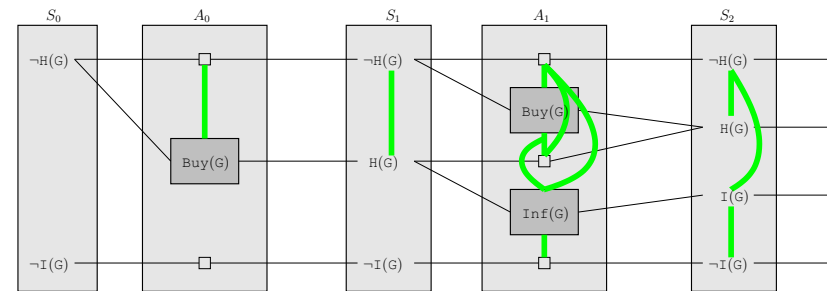 S₀ A₀ S₁ A₁ S₂
¬H(G) ¬H(G) ¬H(G)
Buy(G)
H(G)
Buy(G) H(G)
Inf(G) I(G)
¬I(G) ¬I(G) ¬I(G)